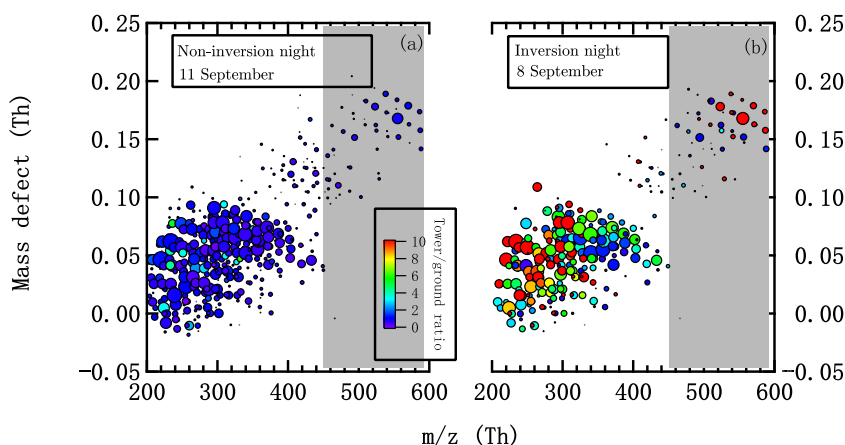 Mass defect (Th)
0.25
0.20
0.15
0.10
0.05
0.00
−0.05
Non-inversion night
11 September
(a)
Tower/ground ratio
10
8
6
4
2
0
200 300 400 500 600
Inversion night
8 September
(b)
0.25
0.20
0.15
0.10
0.05
0.00
−0.05
200 300 400 500 600
m/z (Th)